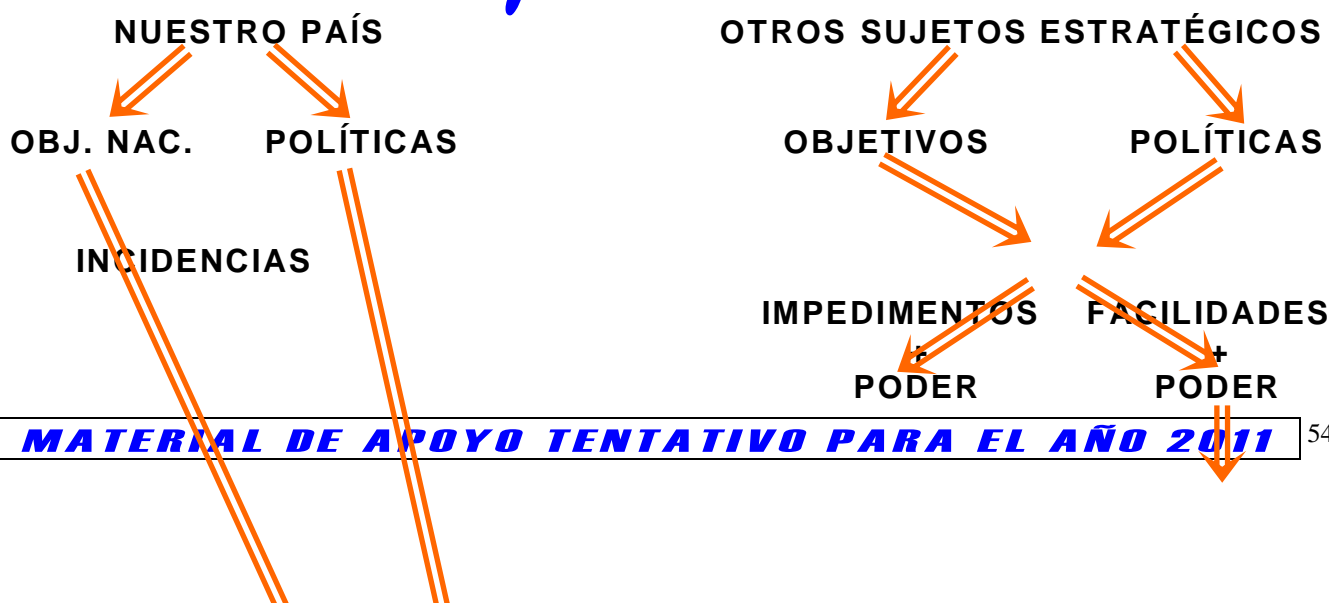 NUESTRO PAÍS OTROS SUJETOS ESTRATÉGICOS
OBJ. NAC. POLÍTICAS OBJETIVOS POLÍTICAS
INCIDENCIAS
IMPEDIMENTOS FACILIDADES
+ +
PODER PODER
MATERIAL DE APOYO TENTATIVO PARA EL AÑO 2011 54